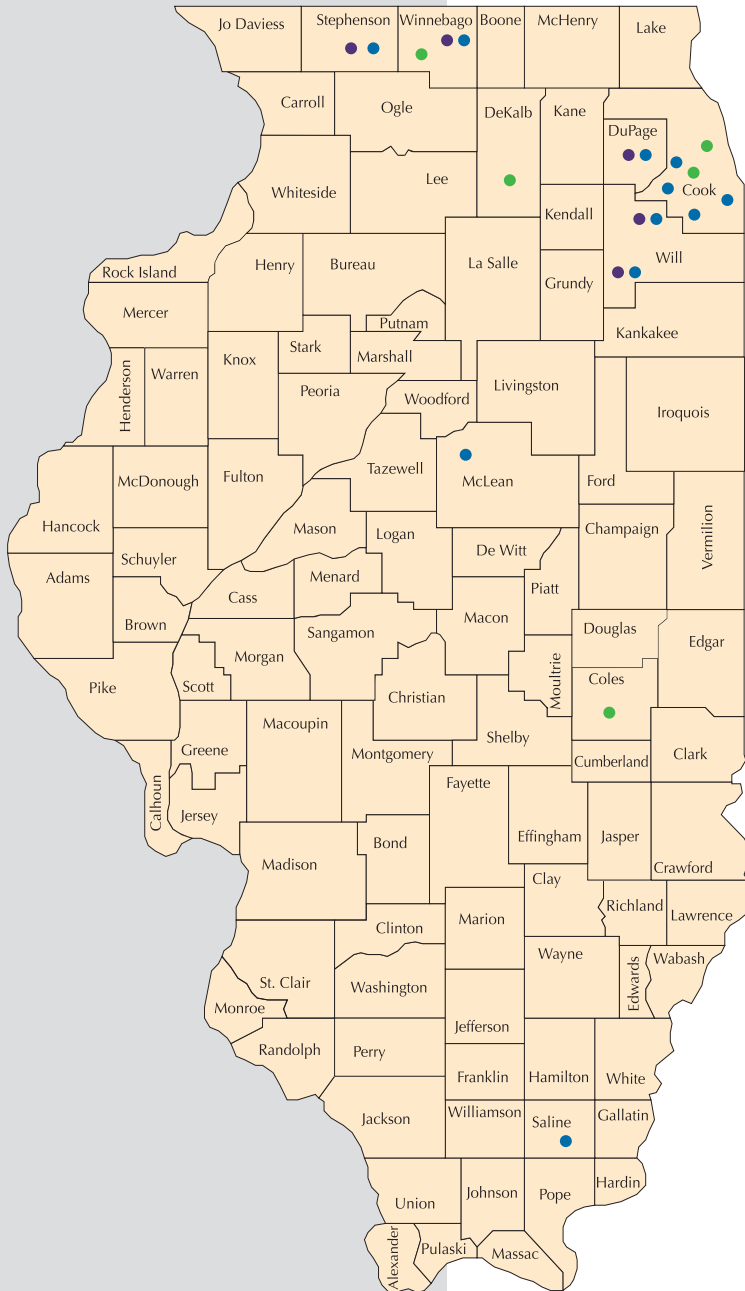 Jo Daviess
Stephenson
Winnebago
Boone
McHenry
Lake
Carroll
Ogle
DeKalb
Kane
DuPage
Cook
Whiteside
Lee
Kendall
Rock Island
Henry
Bureau
La Salle
Will
Grundy
Mercer
Putnam
Kankakee
Henderson
Warren
Knox
Stark
Marshall
Peoria
Woodford
Livingston
Iroquois
Hancock
McDonough
Fulton
Tazewell
McLean
Ford
Mason
Logan
Champaign
Vermilion
Adams
Schuyler
Menard
De Witt
Piatt
Cass
Brown
Sangamon
Macon
Douglas
Edgar
Pike
Scott
Morgan
Christian
Moultrie
Coles
Greene
Macoupin
Montgomery
Shelby
Cumberland
Clark
Calhoun
Jersey
Fayette
Effingham
Jasper
Crawford
Madison
Bond
Clay
Richland
Lawrence
Clinton
Marion
Wayne
Edwards
Wabash
St. Clair
Washington
Monroe
Jefferson
Randolph
Perry
Franklin
Hamilton
White
Jackson
Williamson
Saline
Gallatin
Union
Johnson
Pope
Hardin
Alexander
Pulaski
Massac